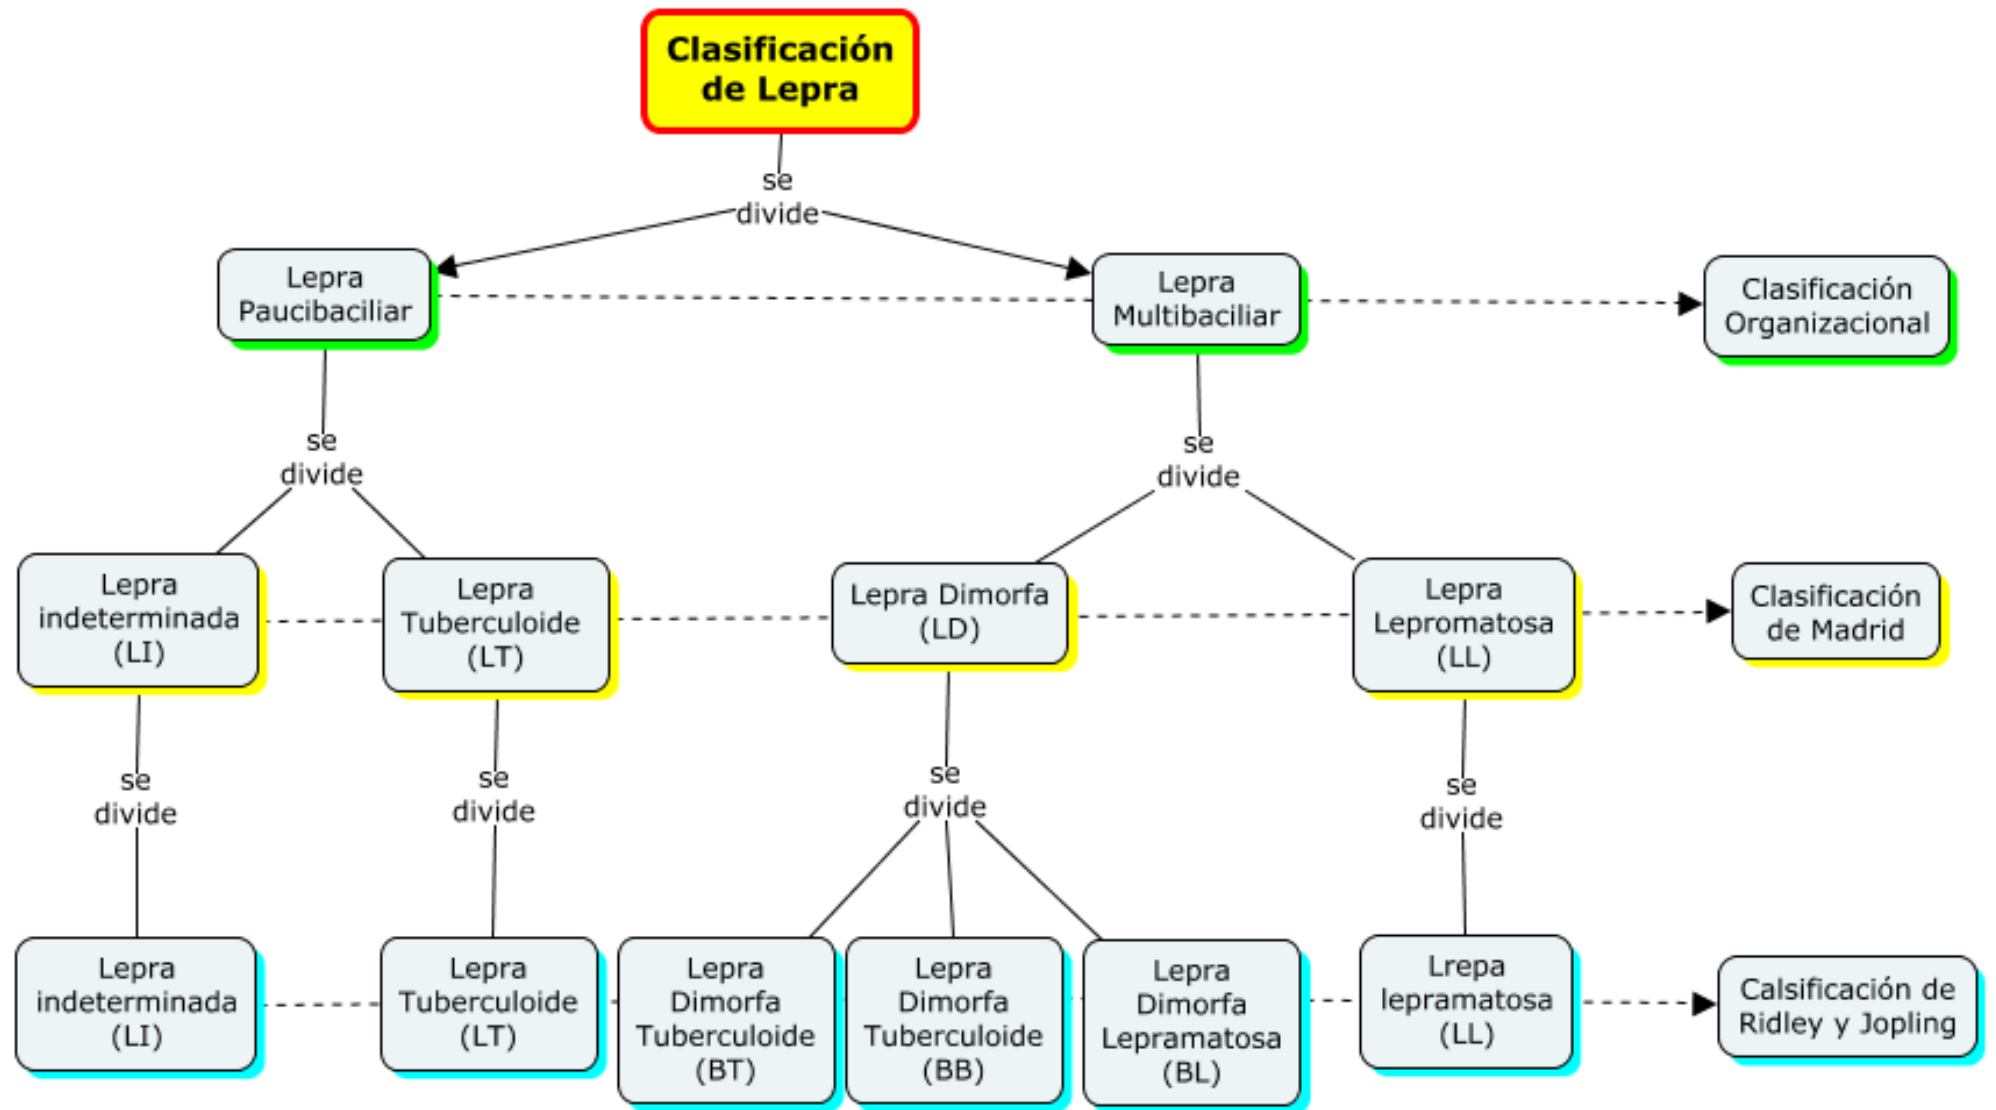 Clasificación
de Lepra
se
divide
Lepra
Paucibaciliar
Lepra
Multibaciliar
Clasificación
Organizacional
se
divide
se
divide
Lepra
indeterminada
(LI)
Lepra
Tuberculoide
(LT)
Lepra Dimorfa
(LD)
Lepra
Lepromatosa
(LL)
Clasificación
de Madrid
se
divide
se
divide
se
divide
se
divide
Lepra
indeterminada
(LI)
Lepra
Tuberculoide
(LT)
Lepra
Dimorfa
Tuberculoide
(BT)
Lepra
Dimorfa
Tuberculoide
(BB)
Lepra
Dimorfa
Lepramatosa
(BL)
Lrepa
lepramatosa
(LL)
Calsificación de
Ridley y Jopling